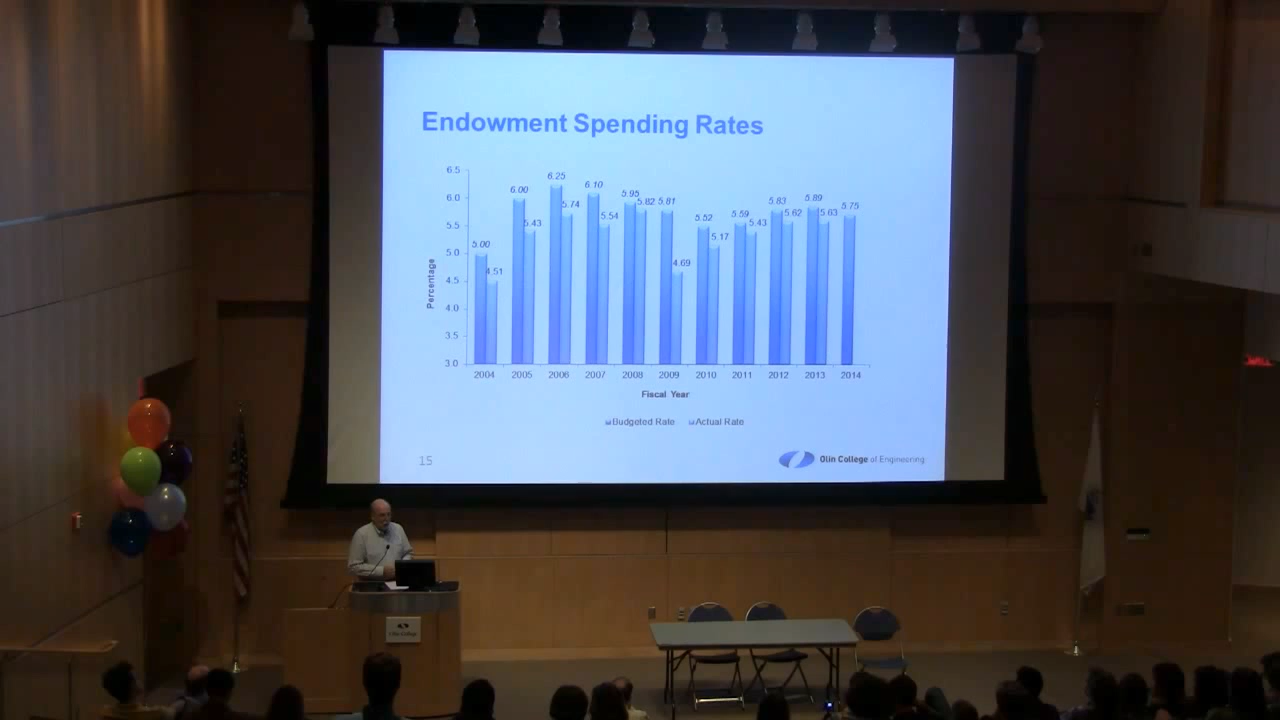 Endowment Spending Rates
6.5
6.0
5.5
5.0
4.5
4.0
3.5
3.0
Percentage
5.00 4.51
6.00 5.43
6.25 5.74
6.10 5.54
5.95 5.82
5.81 4.69
5.52 5.17
5.59 5.43
5.83 5.62
5.89 5.63
5.75
2004 2005 2006 2007 2008 2009 2010 2011 2012 2013 2014
Fiscal Year
Budgeted Rate Actual Rate
15
Olin College of Engineering
Olin College